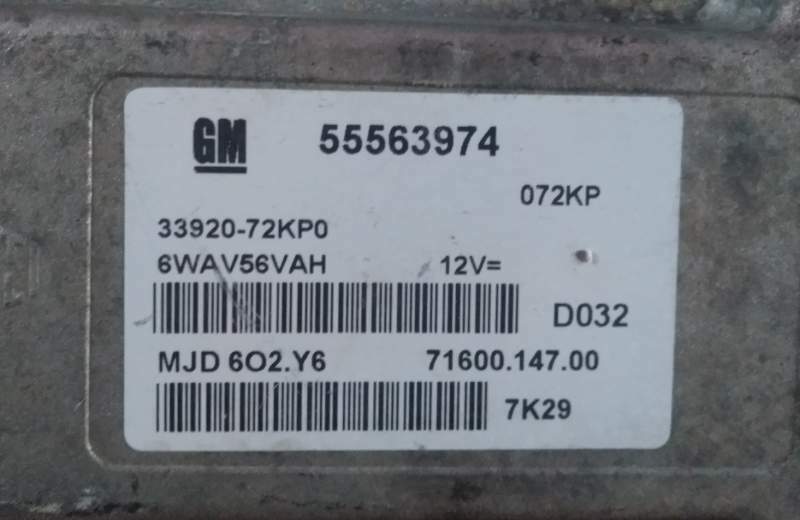 GM 55563974
072KP
33920-72KP0
6WAV56VAH 12V=
D032
MJD 6O2.Y6 71600.147.00
7K29